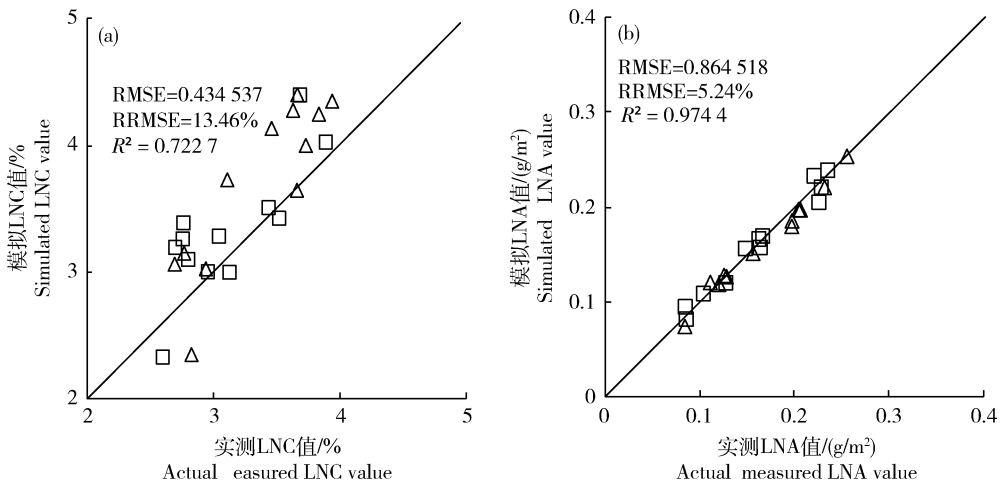 (a)
RMSE=0.434 537
RRMSE=13.46%
R² = 0.722 7
模拟LNC值/%
Simulated LNC value
5
4
3
2
2
3
4
5
实测LNC值/%
Actual easured LNC value
(b)
RMSE=0.864 518
RRMSE=5.24%
R² = 0.974 4
模拟LNA值/(g/m²)
Simulated LNA value
0.4
0.3
0.2
0.1
0
0
0.1
0.2
0.3
0.4
实测LNA值/(g/m²)
Actual measured LNA value